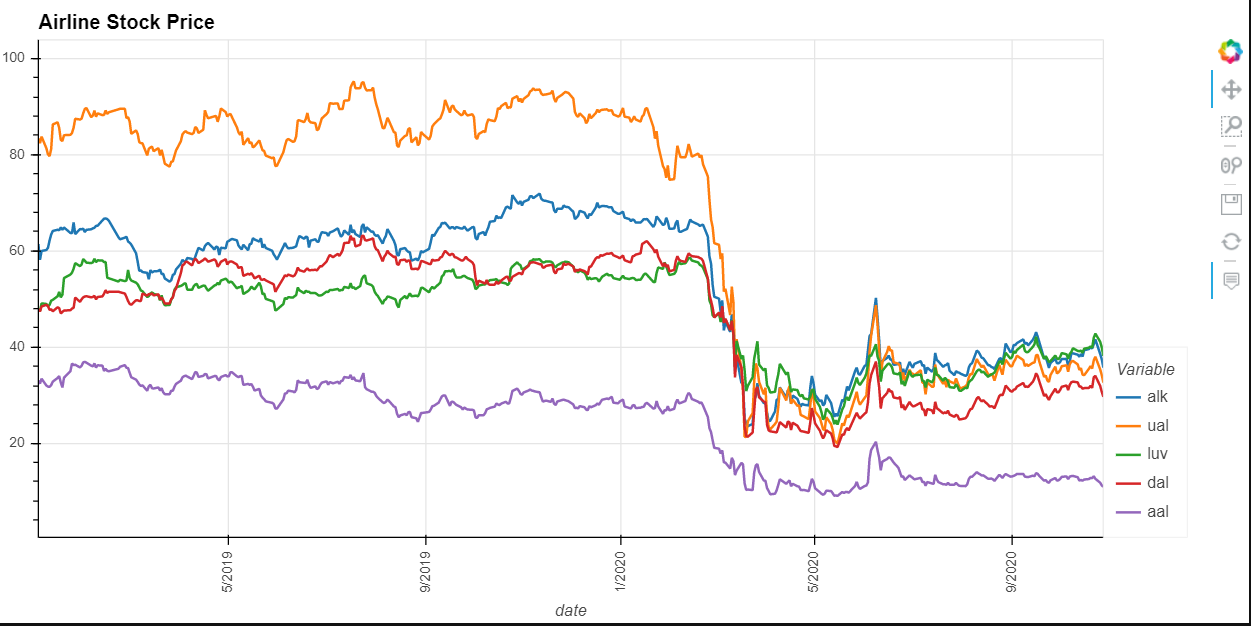 Airline Stock Price
100
80
60
40
20
5/2019
9/2019
1/2020
5/2020
9/2020
date
Variable
alk
ual
luv
dal
aal